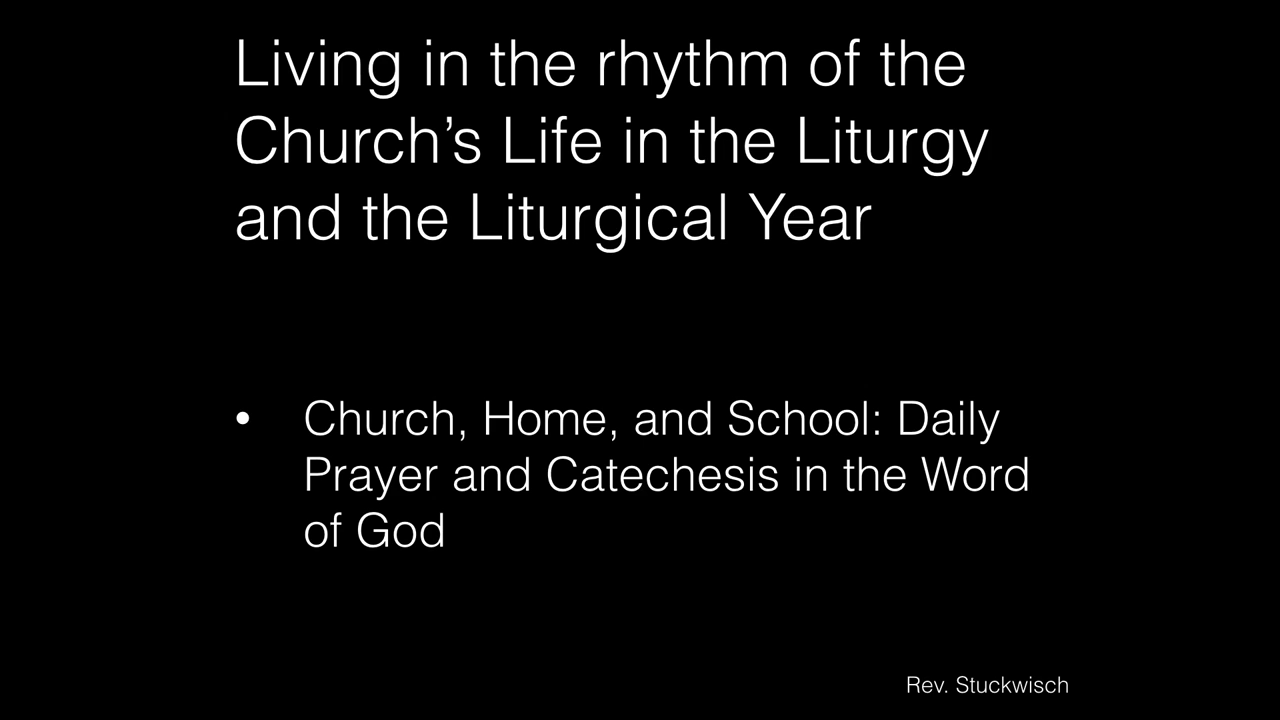 Living in the rhythm of the
Church’s Life in the Liturgy
and the Liturgical Year
• Church, Home, and School: Daily
Prayer and Catechesis in the Word
of God
Rev. Stuckwisch